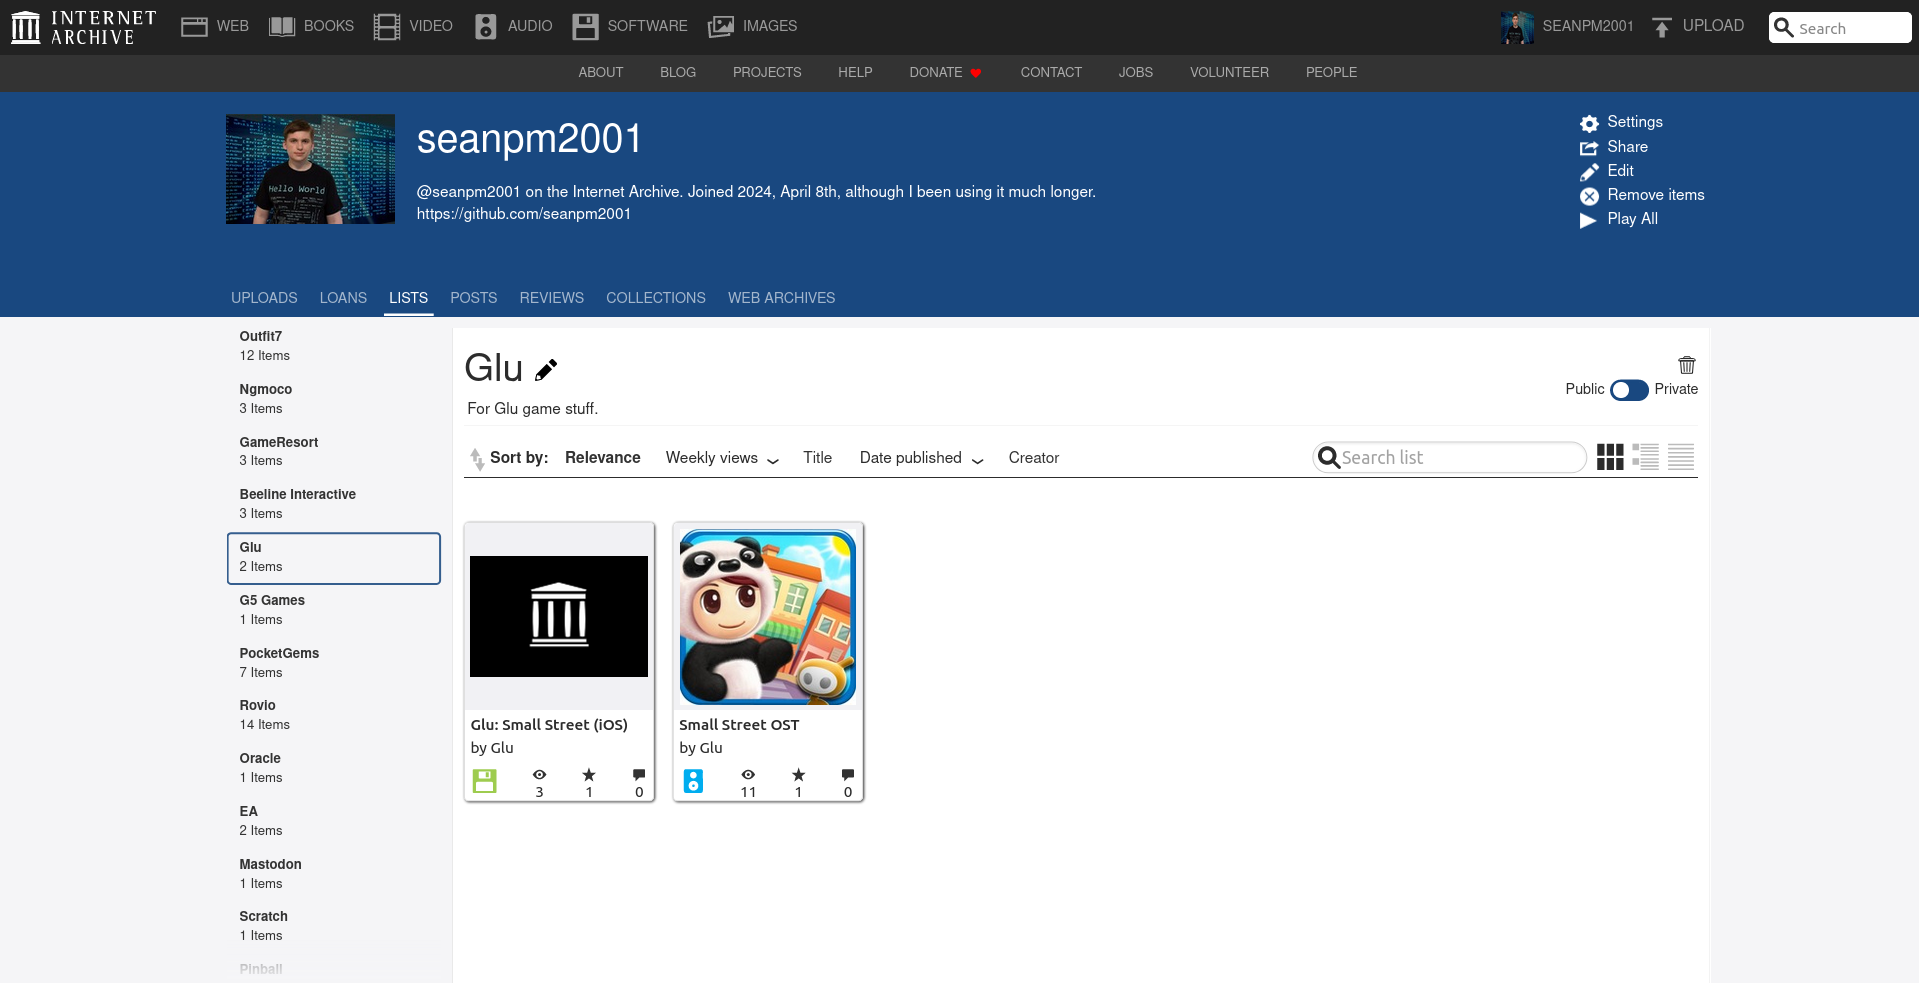 INTERNET ARCHIVE
WEB BOOKS VIDEO AUDIO SOFTWARE IMAGES SEANPM2001 UPLOAD Search
ABOUT BLOG PROJECTS HELP DONATE CONTACT JOBS VOLUNTEER PEOPLE
Hello World
seanpm2001
@seanpm2001 on the Internet Archive. Joined 2024, April 8th, although I been using it much longer.
https://github.com/seanpm2001
Settings
Share
Edit
Remove items
Play All
UPLOADS LOANS LISTS POSTS REVIEWS COLLECTIONS WEB ARCHIVES
Outfit7
12 Items
Ngmoco
3 Items
GameResort
3 Items
Beeline Interactive
3 Items
Glu
2 Items
G5 Games
1 Items
PocketGems
7 Items
Rovio
14 Items
Oracle
1 Items
EA
2 Items
Mastodon
1 Items
Scratch
1 Items
Pinball
Glu
For Glu game stuff.
Public Private
Sort by: Relevance Weekly views Title Date published Creator
Search list
Glu: Small Street (iOS)
by Glu
3 1 0
Small Street OST
by Glu
11 1 0